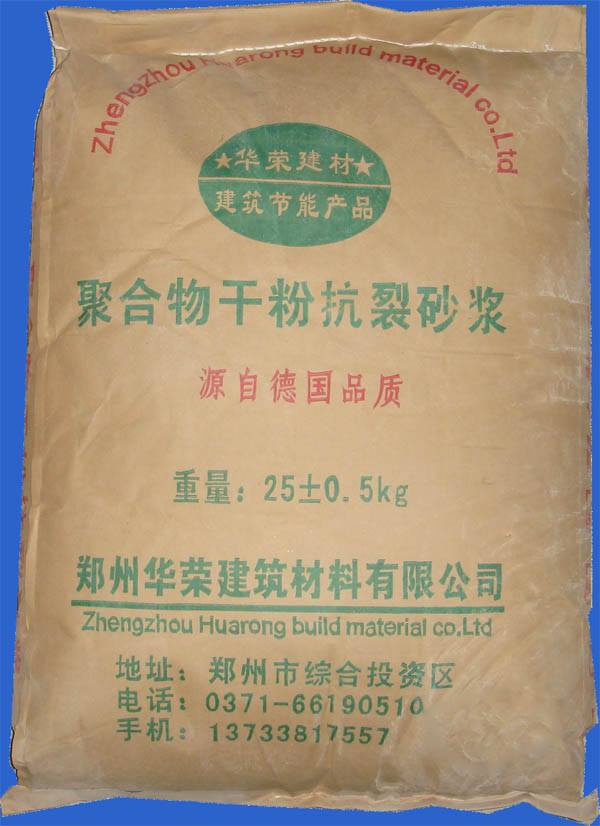 Zhengzhou Huarong build material co.Ltd
★华荣建材★
建筑节能产品
聚合物干粉抗裂砂浆
源自德国品质
重量：25±0.5kg
郑州华荣建筑材料有限公司
Zhengzhou Huarong build material co.Ltd
地址：郑州市综合投资区
电话：0371-66190510
手机：13733817557